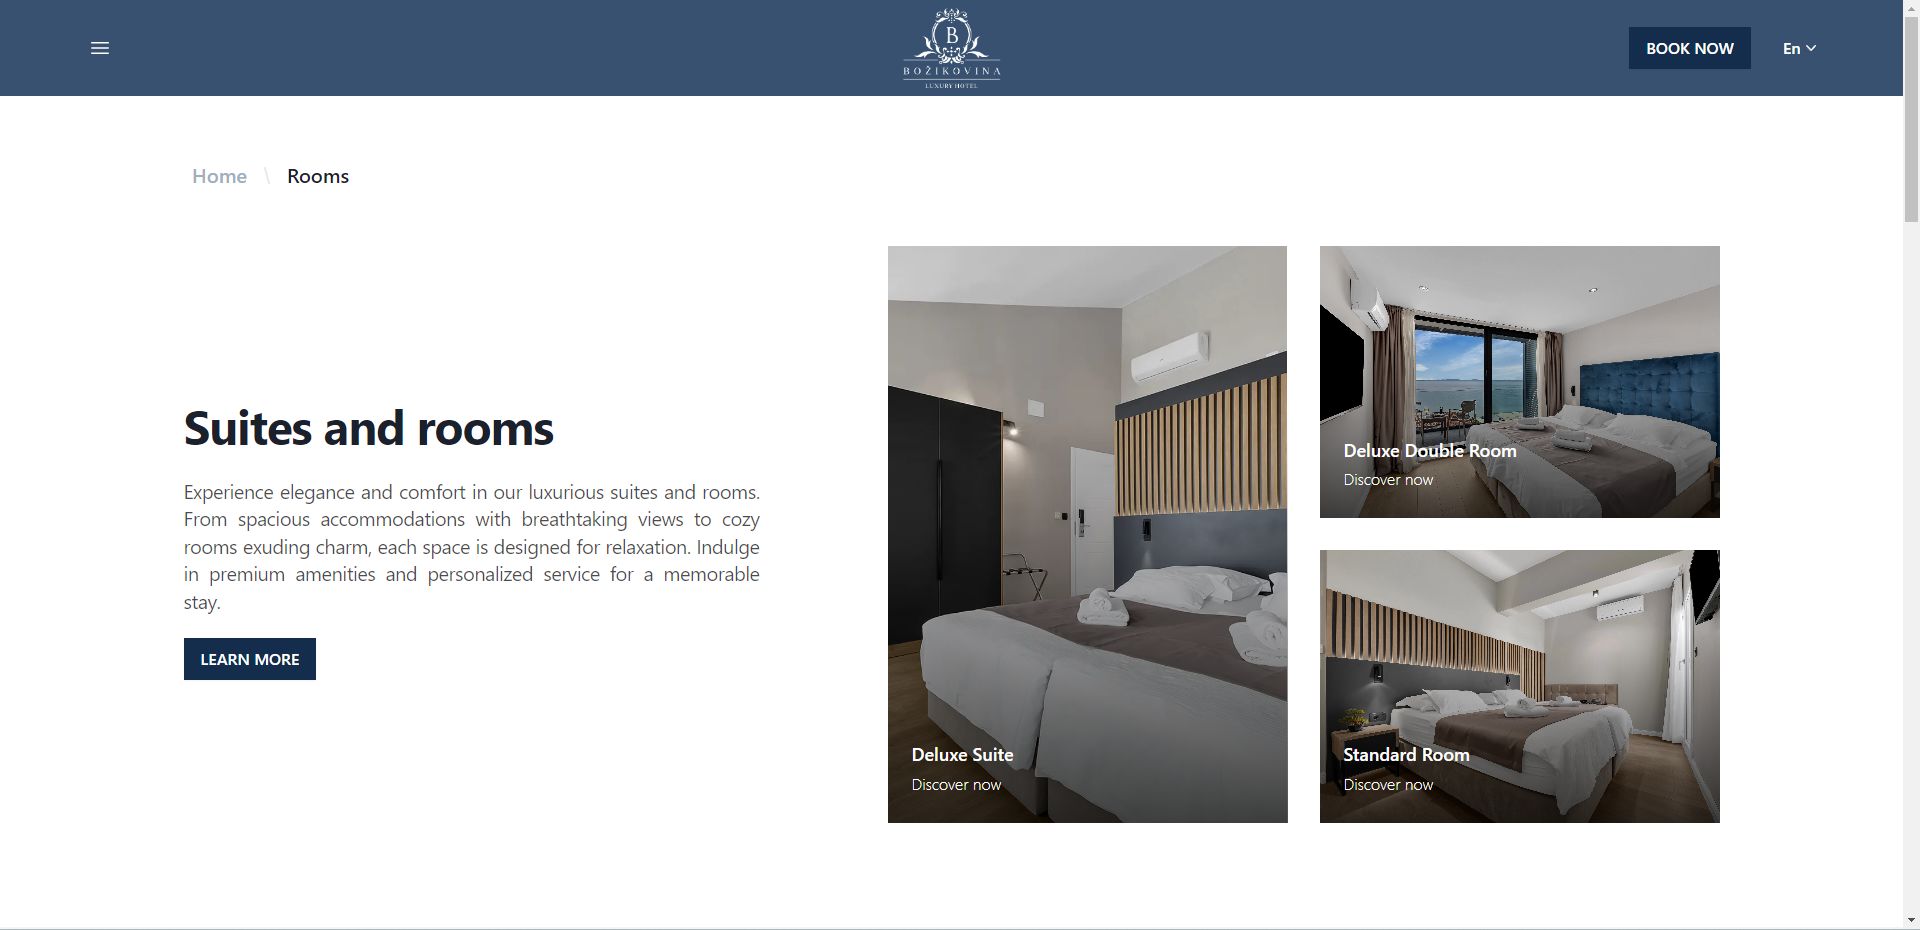 B
BOŽIKOVINA
LUXURY HOTEL
BOOK NOW
En
Home \ Rooms
Suites and rooms
Experience elegance and comfort in our luxurious suites and rooms.
From spacious accommodations with breathtaking views to cozy
rooms exuding charm, each space is designed for relaxation. Indulge
in premium amenities and personalized service for a memorable
stay.
LEARN MORE
Deluxe Suite
Discover now
Deluxe Double Room
Discover now
Standard Room
Discover now